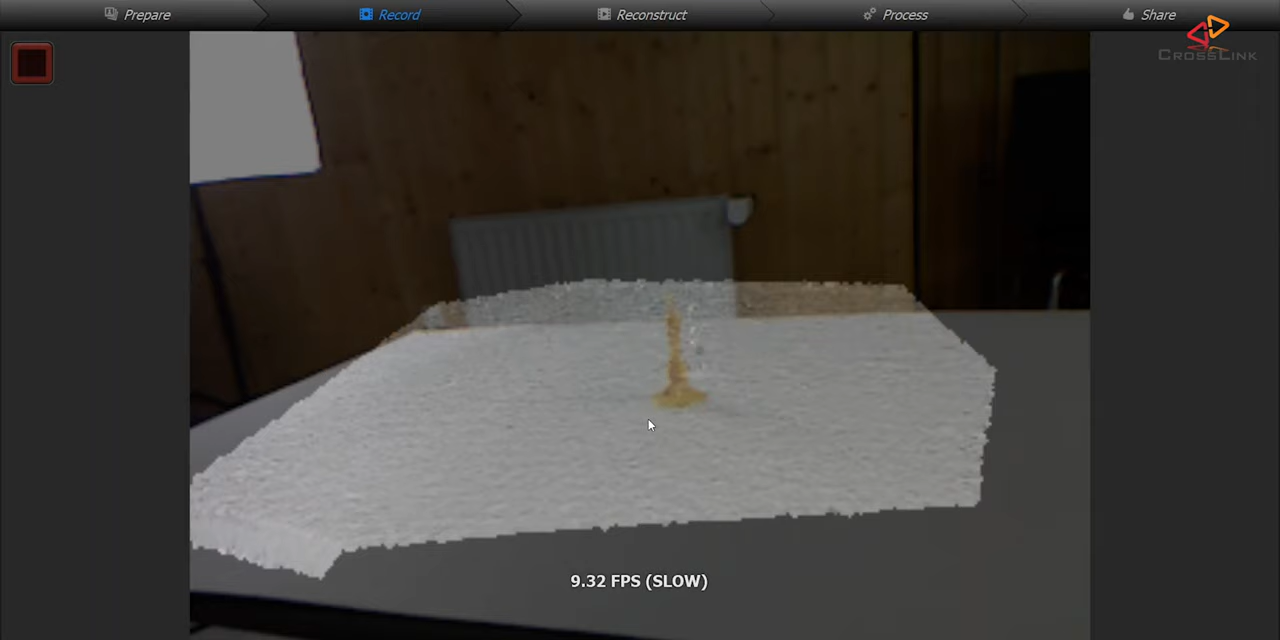 Prepare
Record
Reconstruct
Process
Share
CROSSLINK
9.32 FPS (SLOW)